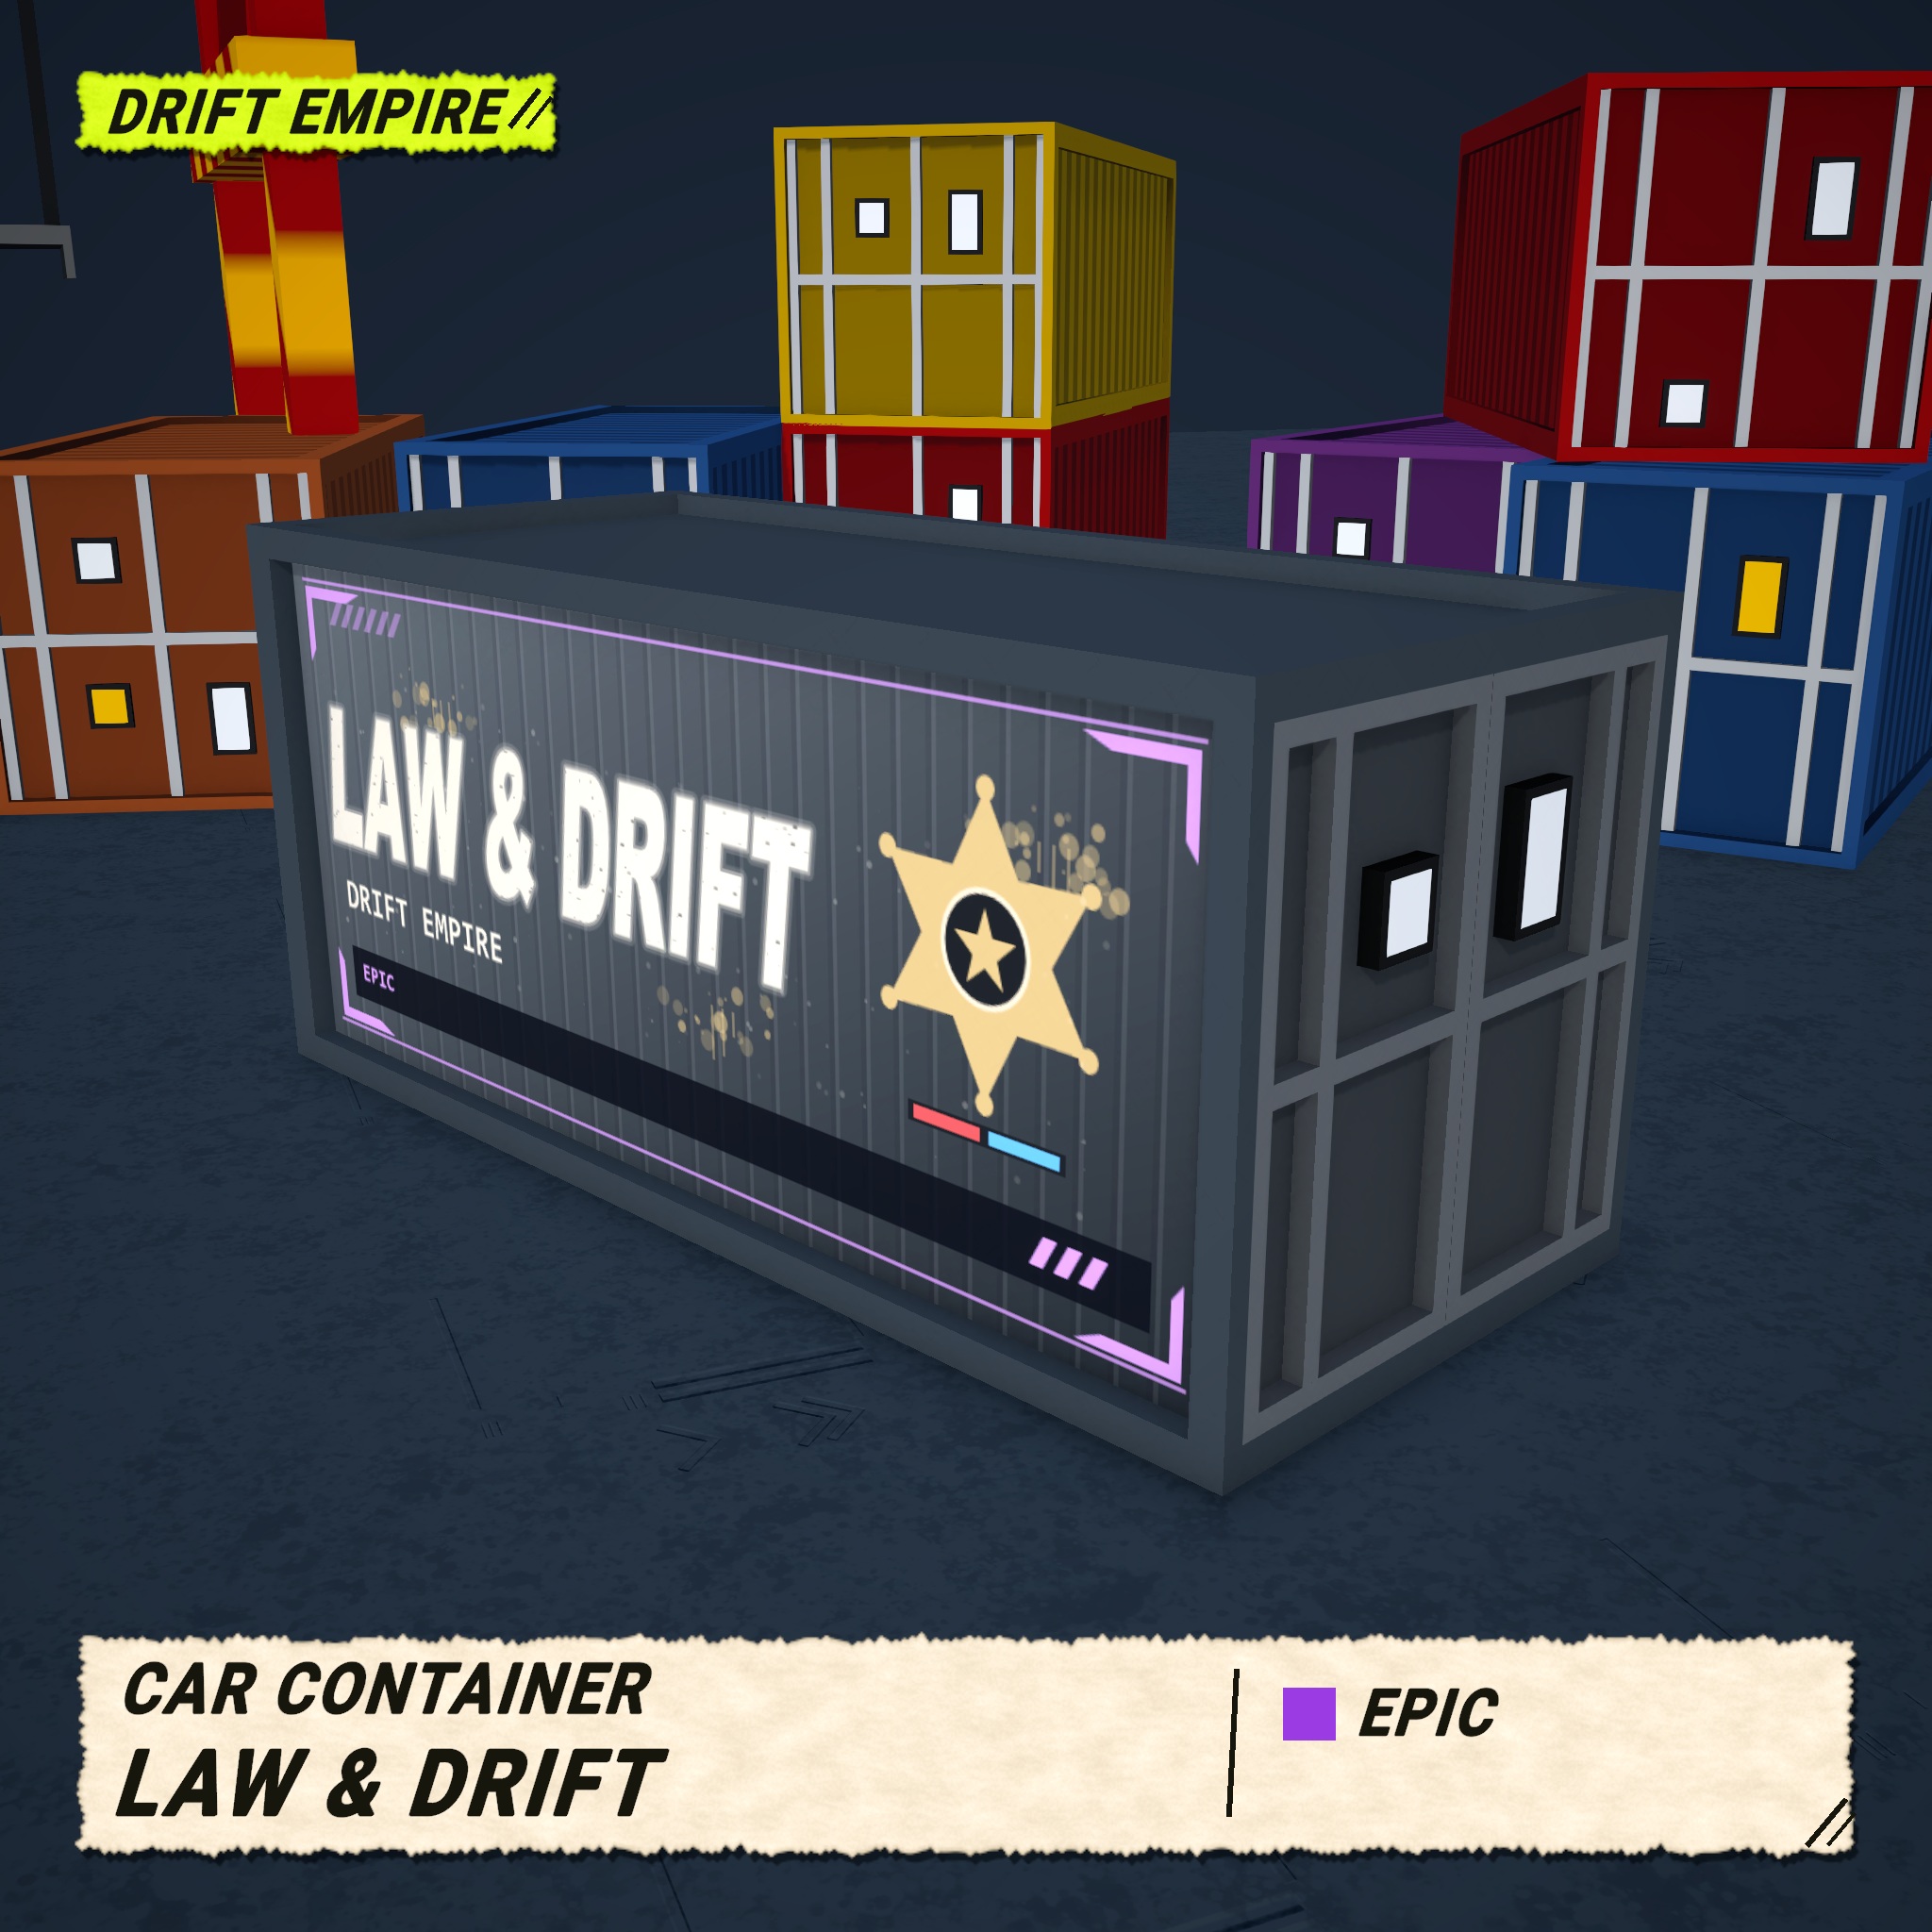 DRIFT EMPIRE//
LAW & DRIFT
DRIFT EMPIRE
EPIC
CAR CONTAINER
LAW & DRIFT
EPIC